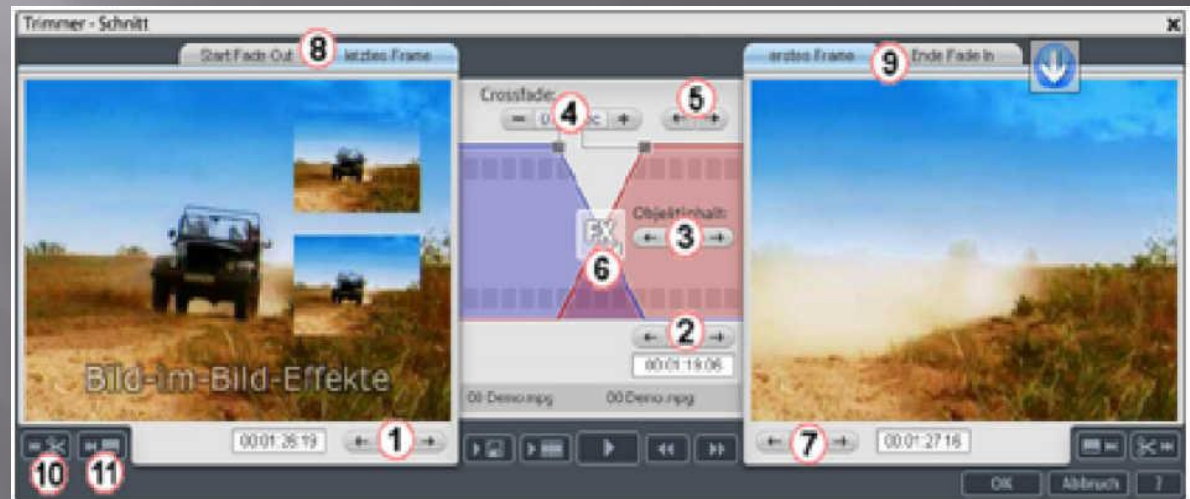 Trimmer - Schnitt
Start Fade Out 8 letztes Frame
erstes Frame 9 Ende Fade In
Crossfade:
4
5
Objektinhalt:
3
FX
6
2
00:01:19:06
Bild-im-Bild-Effekte
00:Demo.mpg 00:Demo.mpg
00:01:26:19 1
7 00:01:27:16
10 11
OK Abbruch ?